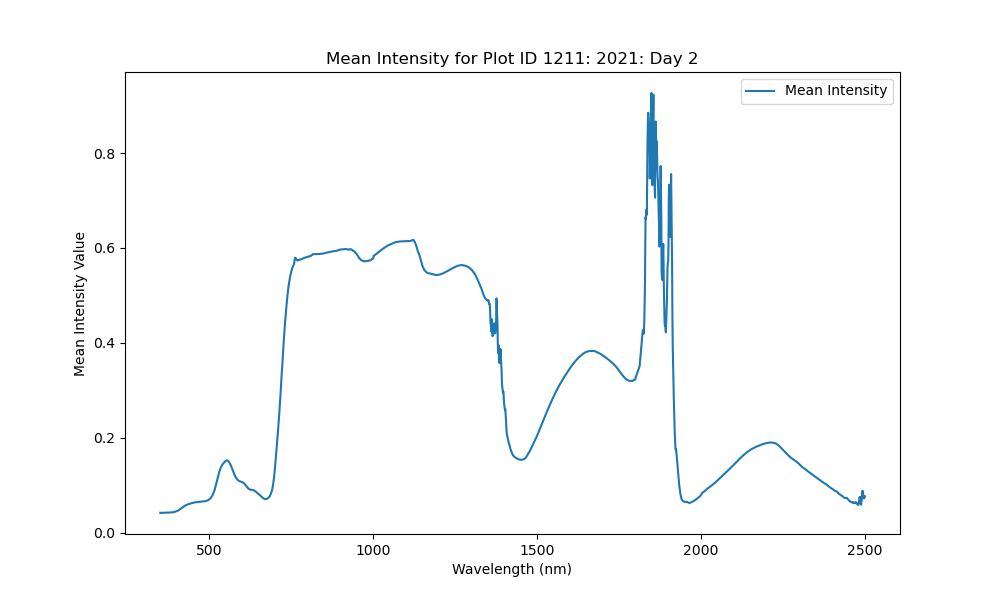 Mean Intensity for Plot ID 1211: 2021: Day 2
Mean Intensity
Mean Intensity Value
0.8
0.6
0.4
0.2
0.0
500 1000 1500 2000 2500
Wavelength (nm)